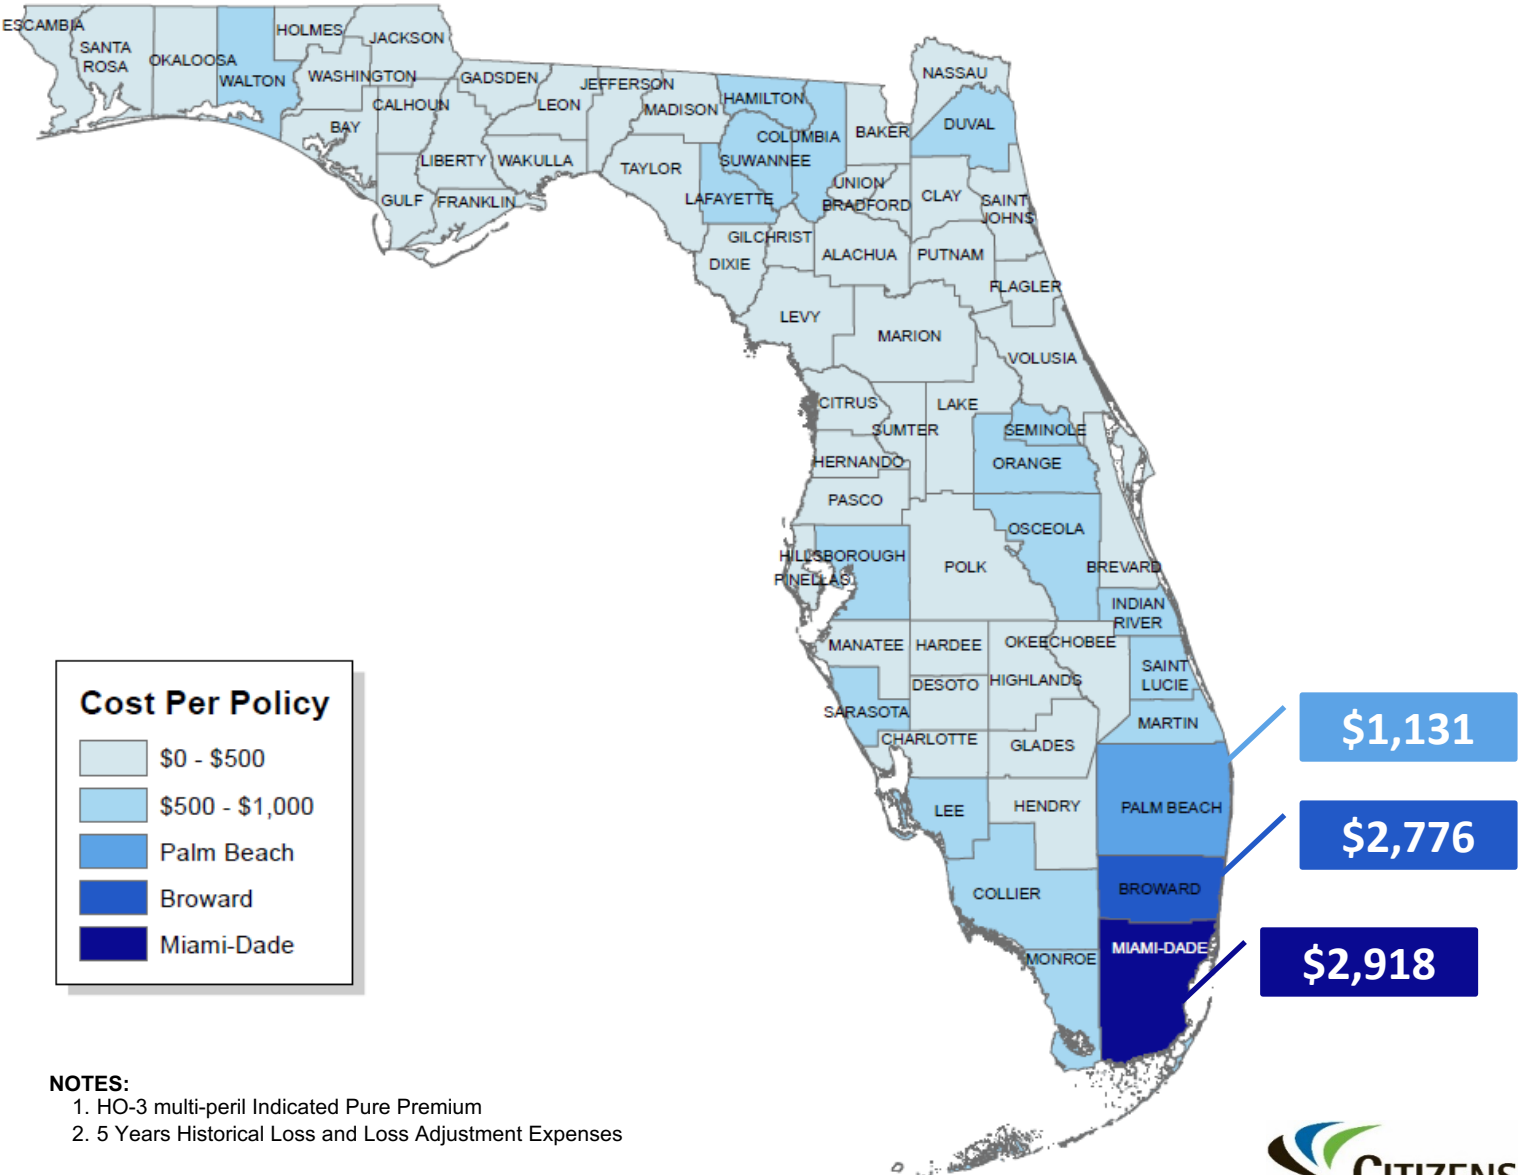 ESCAMBIA
SANTA
ROSA
OKALOOSA
WALTON
HOLMES
JACKSON
WASHINGTON
CALHOUN
BAY
GADSDEN
LEON
JEFFERSON
MADISON
HAMILTON
COLUMBIA
BAKER
NASSAU
DUVAL
LIBERTY
WAKULLA
TAYLOR
SUWANNEE
LAFAYETTE
UNION
BRADFORD
CLAY
SAINT
JOHNS
GULF
FRANKLIN
GILCHRIST
DIXIE
ALACHUA
PUTNAM
FLAGLER
LEVY
MARION
VOLUSIA
CITRUS
LAKE
SUMTER
SEMINOLE
HERNANDO
ORANGE
PASCO
OSCEOLA
HILLSBOROUGH
PINELLAS
POLK
BREVARD
INDIAN
RIVER
MANATEE
HARDEE
OKEECHOBEE
SAINT
LUCIE
DESOTO
HIGHLANDS
SARASOTA
MARTIN
CHARLOTTE
GLADES
LEE
HENDRY
PALM BEACH
COLLIER
BROWARD
MONROE
MIAMI-DADE
$1,131
$2,776
$2,918
Cost Per Policy
$0 - $500
$500 - $1,000
Palm Beach
Broward
Miami-Dade
NOTES:
1. HO-3 multi-peril Indicated Pure Premium
2. 5 Years Historical Loss and Loss Adjustment Expenses
CITIZENS